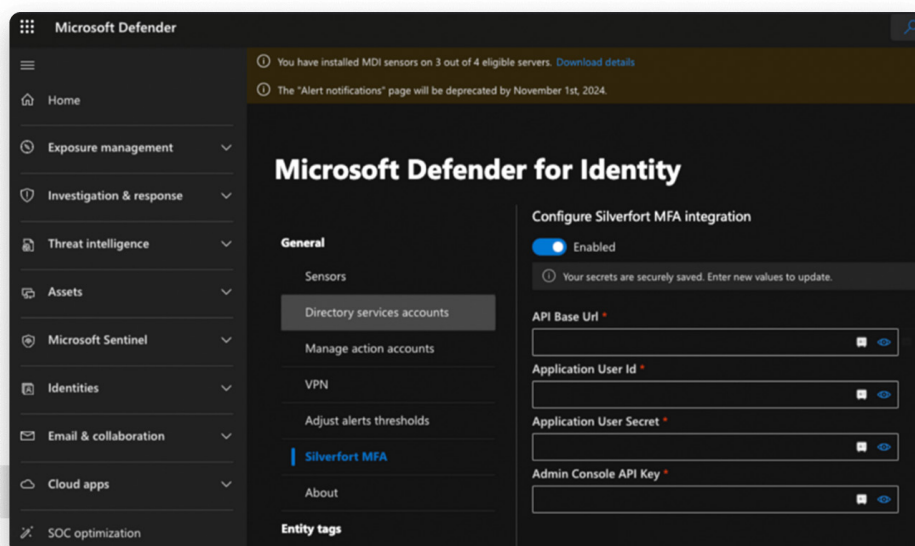 Microsoft Defender
You have installed MDI sensors on 3 out of 4 eligible servers. Download details
The "Alert notifications" page will be deprecated by November 1st, 2024.
Home
Exposure management
Investigation & response
Threat intelligence
Assets
Microsoft Sentinel
Identities
Email & collaboration
Cloud apps
SOC optimization
Microsoft Defender for Identity
General
Sensors
Directory services accounts
Manage action accounts
VPN
Adjust alerts thresholds
Silverfort MFA
About
Entity tags
Configure Silverfort MFA integration
Enabled
Your secrets are securely saved. Enter new values to update.
API Base Url *
Application User Id *
Application User Secret *
Admin Console API Key *